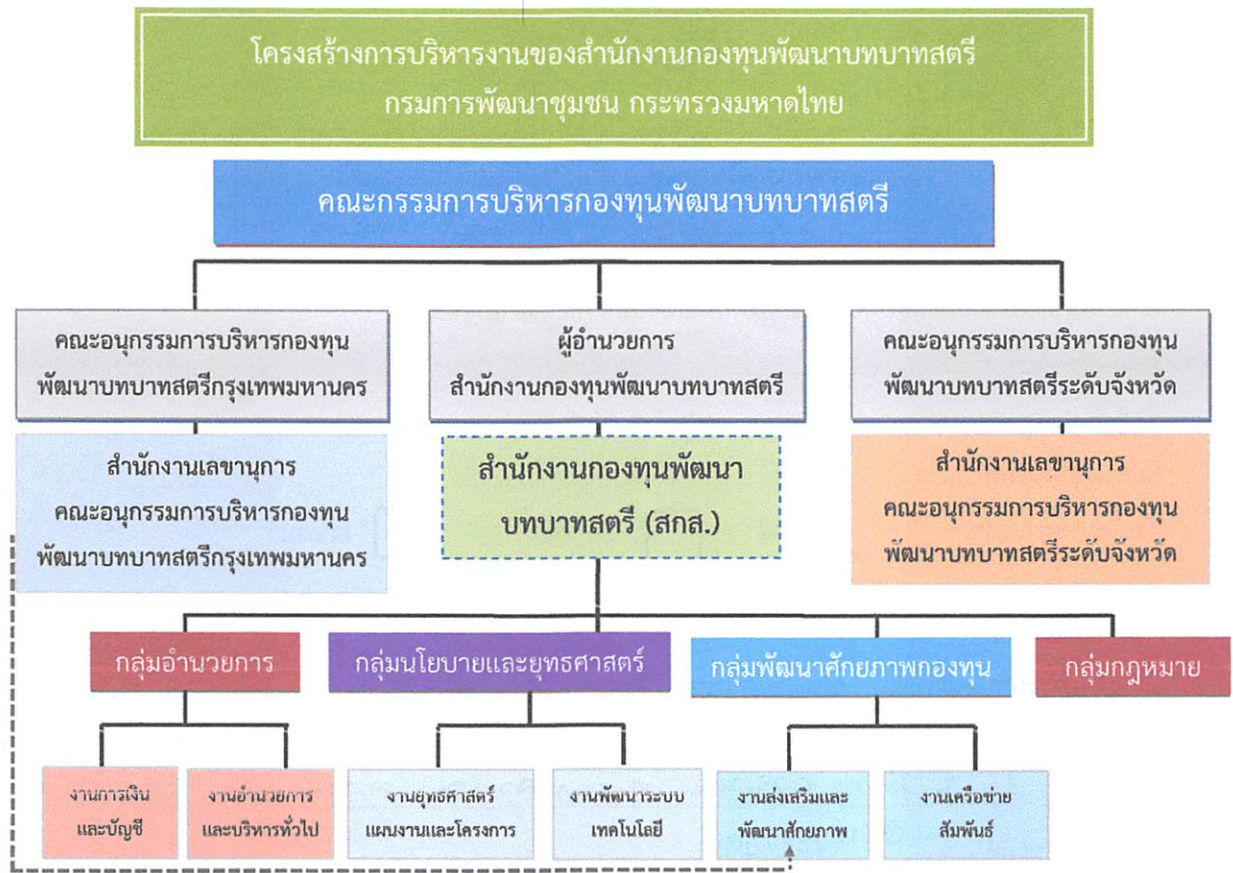 โครงสร้างการบริหารงานของสำนักงานกองทุนพัฒนาบทบาทสตรี
กรมการพัฒนาชุมชน กระทรวงมหาดไทย
คณะกรรมการบริหารกองทุนพัฒนาบทบาทสตรี
คณะอนุกรรมการบริหารกองทุน
พัฒนาบทบาทสตรีกรุงเทพมหานคร
ผู้อำนวยการ
สำนักงานกองทุนพัฒนาบทบาทสตรี
คณะอนุกรรมการบริหารกองทุน
พัฒนาบทบาทสตรีระดับจังหวัด
สำนักงานเลขานุการ
คณะอนุกรรมการบริหารกองทุน
พัฒนาบทบาทสตรีกรุงเทพมหานคร
สำนักงานกองทุนพัฒนา
บทบาทสตรี (สกส.)
สำนักงานเลขานุการ
คณะอนุกรรมการบริหารกองทุน
พัฒนาบทบาทสตรีระดับจังหวัด
กลุ่มอำนวยการ
กลุ่มนโยบายและยุทธศาสตร์
กลุ่มพัฒนาศักยภาพกองทุน
กลุ่มกฎหมาย
งานการเงิน
และบัญชี
งานอำนวยการ
และบริหารทั่วไป
งานยุทธศาสตร์
แผนงานและโครงการ
งานพัฒนาระบบ
เทคโนโลยี
งานส่งเสริมและ
พัฒนาศักยภาพ
งานเครือข่าย
สัมพันธ์